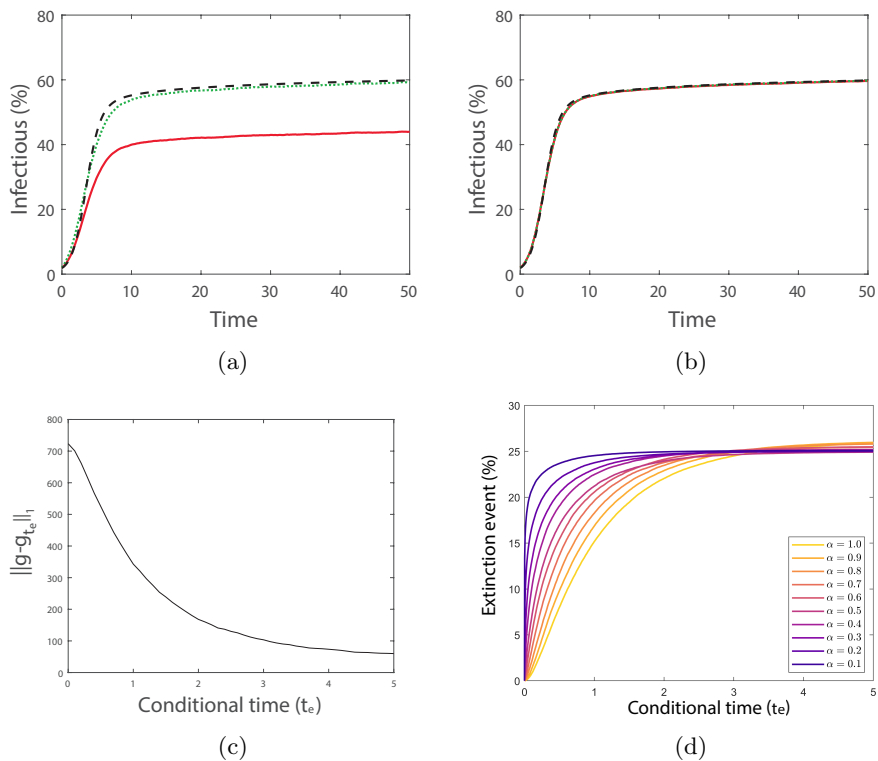 80
60
40
20
0
Infectious (%)
0 10 20 30 40 50
Time
(a)
80
60
40
20
0
Infectious (%)
0 10 20 30 40 50
Time
(b)
800
700
600
500
400
300
200
100
0
||g-g_te||_1
0 1 2 3 4 5
Conditional time (te)
(c)
30
25
20
15
10
5
0
Extinction event (%)
α = 1.0
α = 0.9
α = 0.8
α = 0.7
α = 0.6
α = 0.5
α = 0.4
α = 0.3
α = 0.2
α = 0.1
0 1 2 3 4 5
Conditional time (te)
(d)